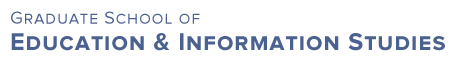 Graduate School of
Education & Information Studies